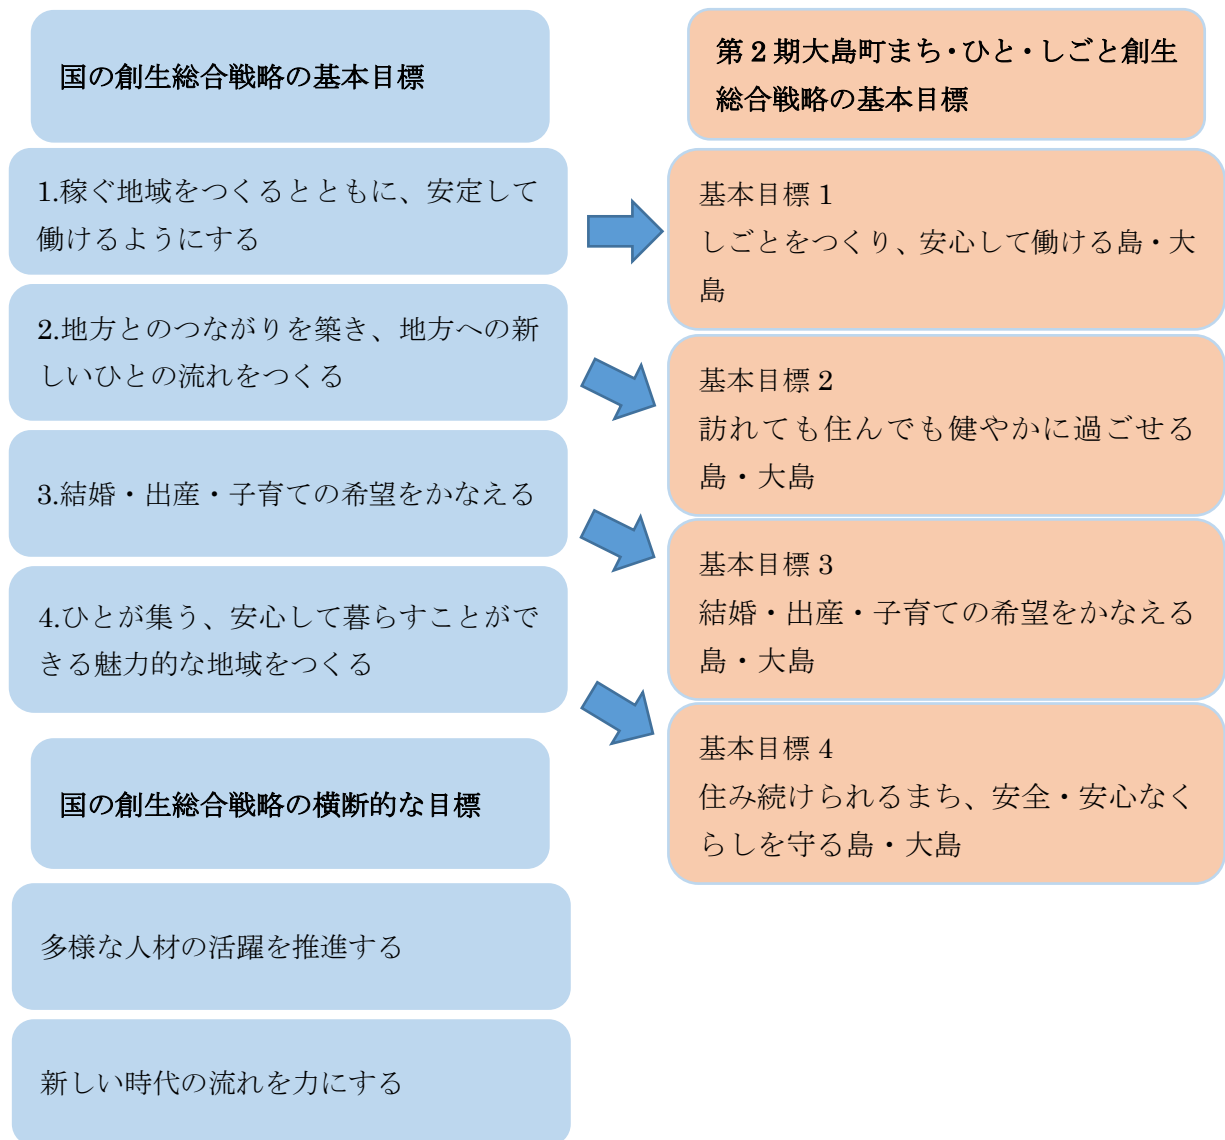 国の創生総合戦略の基本目標
1.稼ぐ地域をつくるとともに、安定して
働けるようにする
2.地方とのつながりを築き、地方への新
しいひとの流れをつくる
3.結婚・出産・子育ての希望をかなえる
4.ひとが集う、安心して暮らすことがで
きる魅力的な地域をつくる
国の創生総合戦略の横断的な目標
多様な人材の活躍を推進する
新しい時代の流れを力にする
第2期大島町まち・ひと・しごと創生
総合戦略の基本目標
基本目標 1
しごとをつくり、安心して働ける島・大
島
基本目標 2
訪れても住んでも健やかに過ごせる
島・大島
基本目標 3
結婚・出産・子育ての希望をかなえる
島・大島
基本目標 4
住み続けられるまち、安全・安心なく
らしを守る島・大島